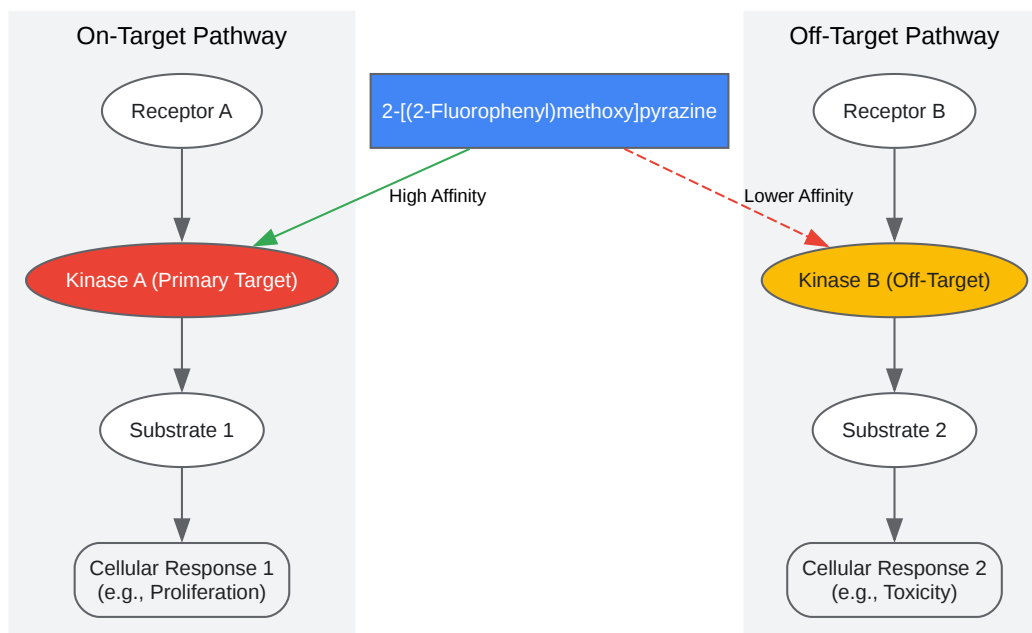 On-Target Pathway
Off-Target Pathway
Receptor A
2-[(2-Fluorophenyl)methoxy]pyrazine
Receptor B
High Affinity
Lower Affinity
Kinase A (Primary Target)
Kinase B (Off-Target)
Substrate 1
Substrate 2
Cellular Response 1
(e.g., Proliferation)
Cellular Response 2
(e.g., Toxicity)